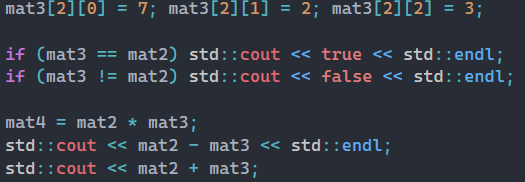 mat3[2][0] = 7; mat3[2][1] = 2; mat3[2][2] = 3;
if (mat3 == mat2) std::cout << true << std::endl;
if (mat3 != mat2) std::cout << false << std::endl;
mat4 = mat2 * mat3;
std::cout << mat2 - mat3 << std::endl;
std::cout << mat2 + mat3;